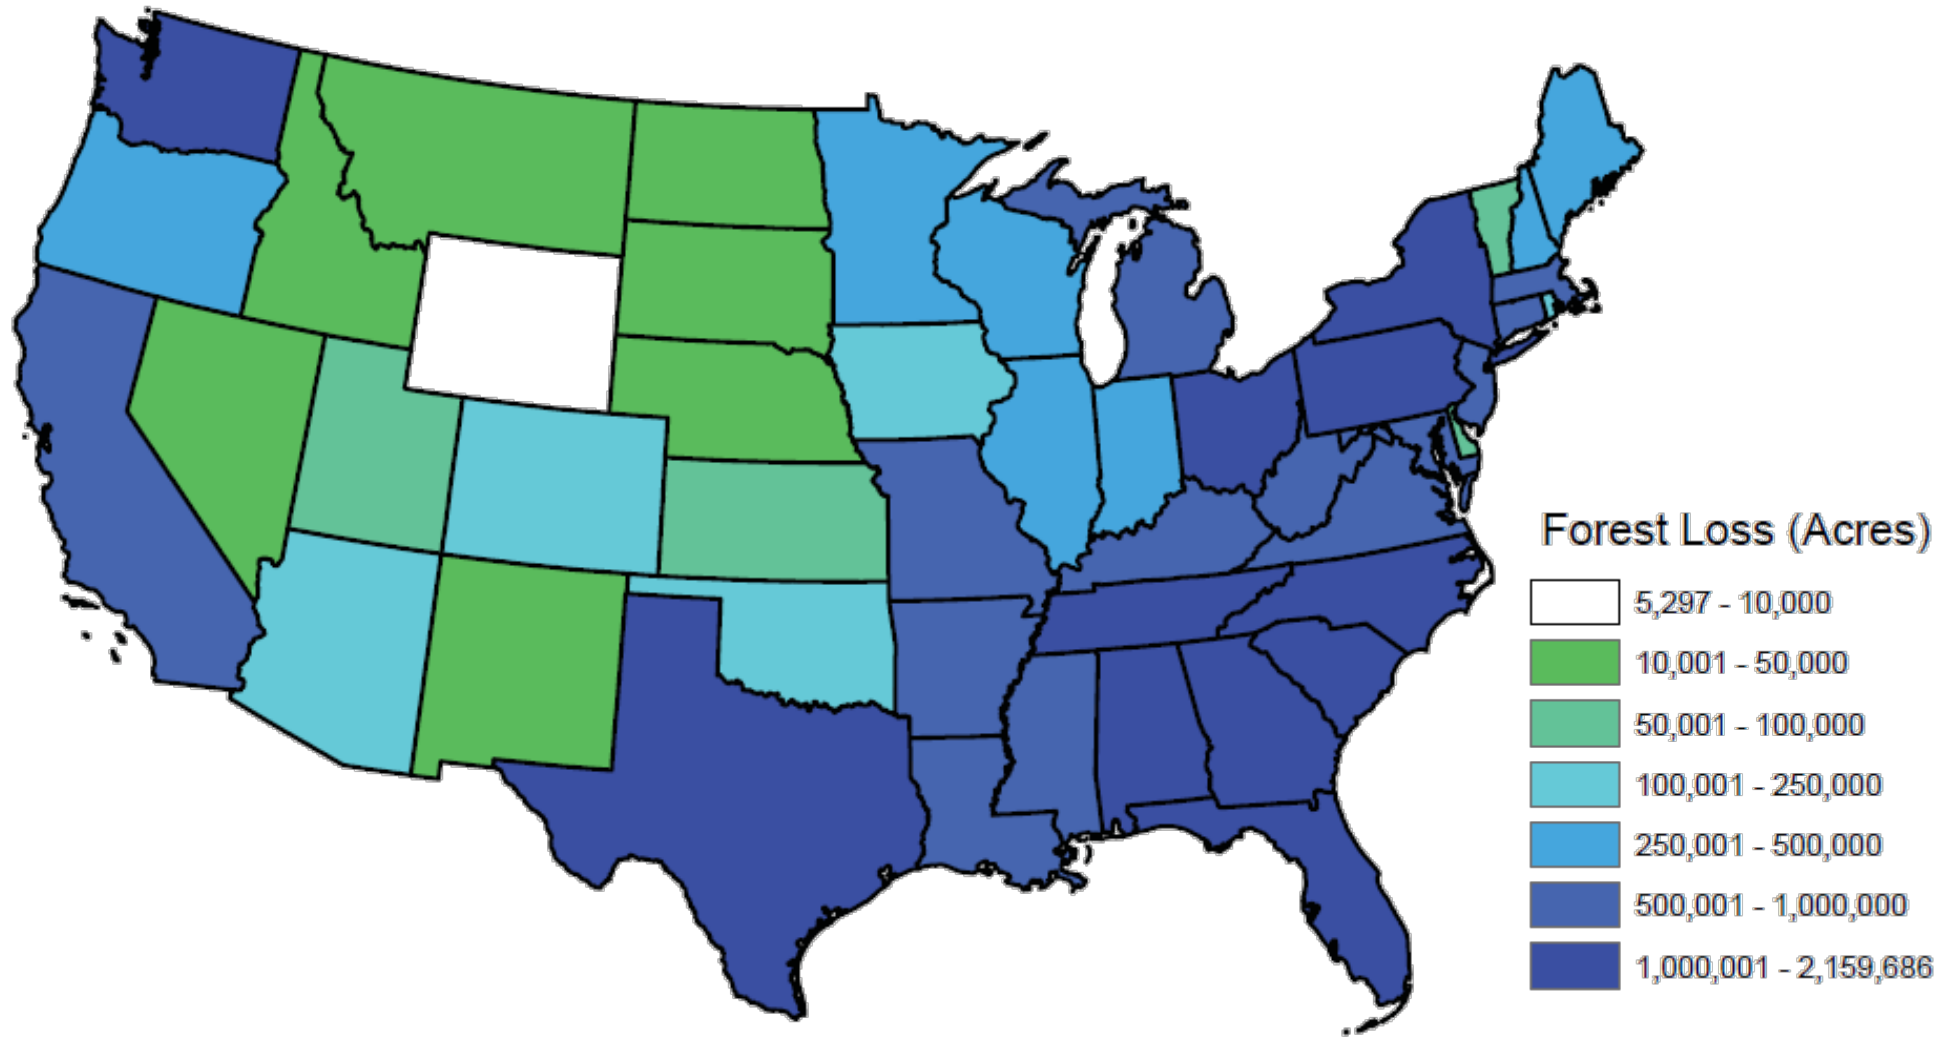 Forest Loss (Acres)
5,297 - 10,000
10,001 - 50,000
50,001 - 100,000
100,001 - 250,000
250,001 - 500,000
500,001 - 1,000,000
1,000,001 - 2,159,686